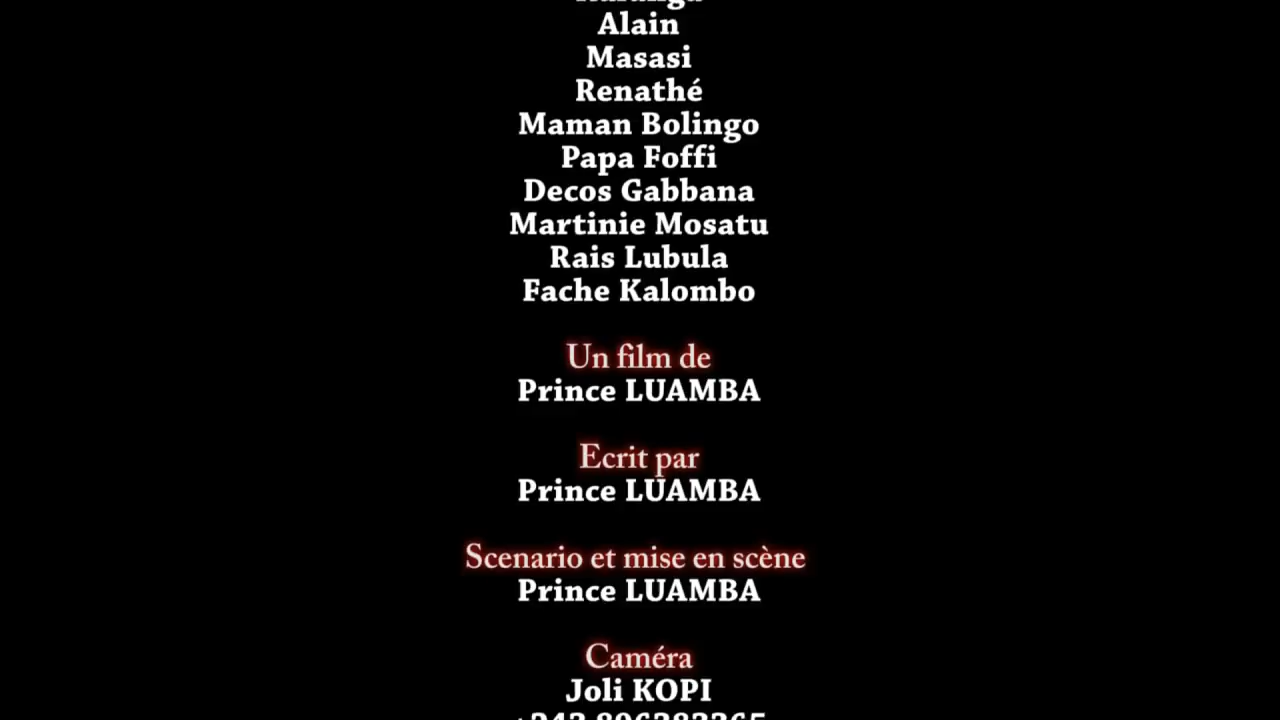 Alain
Masasi
Renathé
Maman Bolingo
Papa Foffi
Decos Gabbana
Martinie Mosatu
Rais Lubula
Fache Kalombo
Un film de
Prince LUAMBA
Ecrit par
Prince LUAMBA
Scenario et mise en scène
Prince LUAMBA
Caméra
Joli KOPI